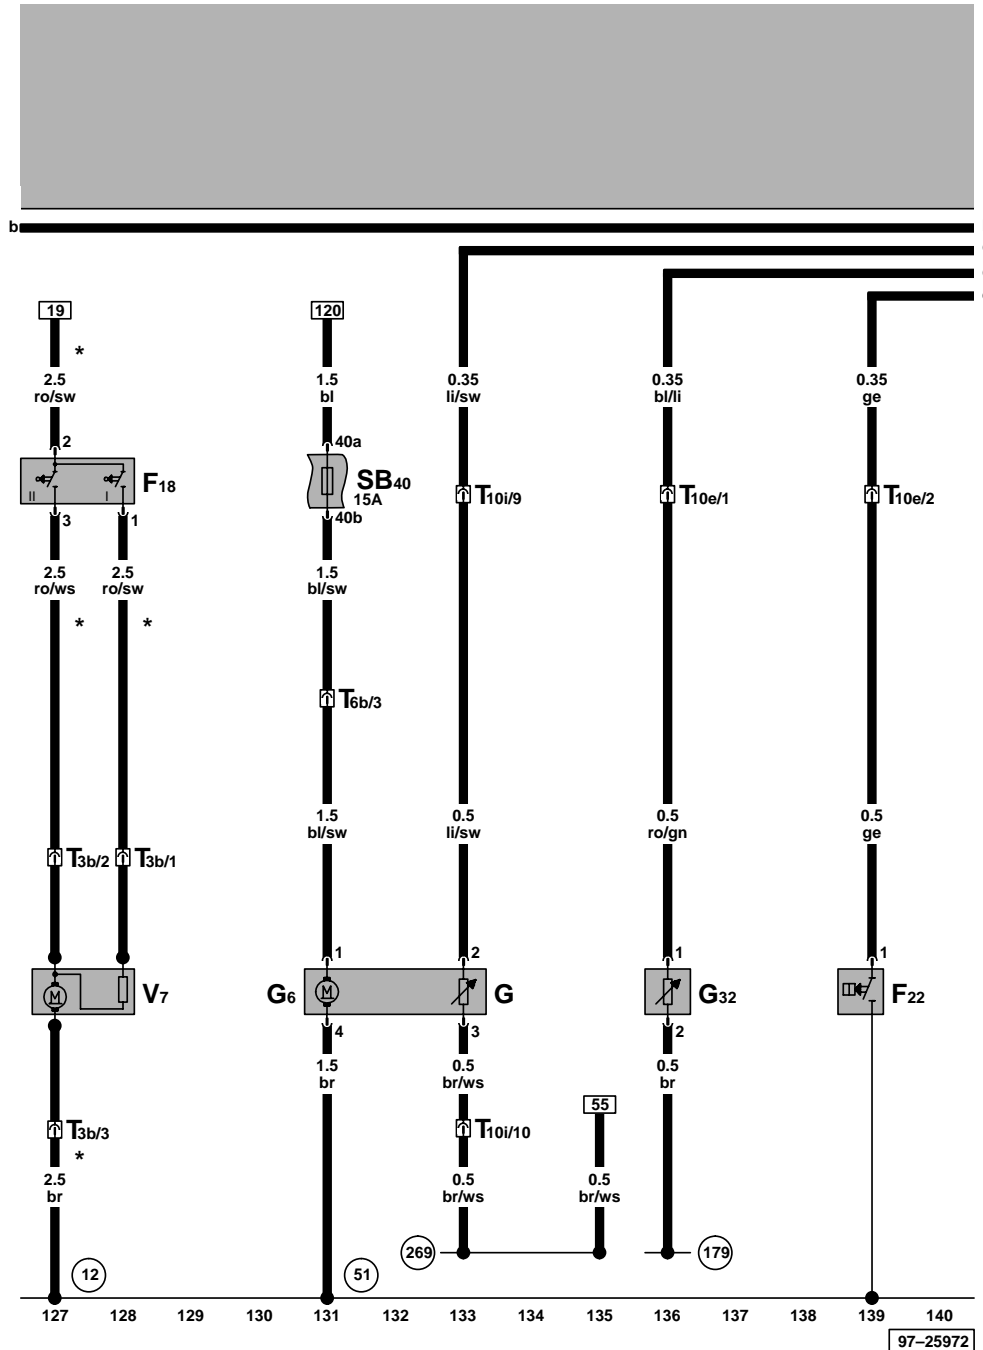 b
19
120
*
2.5
ro/sw
1.5
bl
0.35
li/sw
0.35
bl/li
0.35
ge
2
40a
F18
II
I
SB40
15A
T10i/9
T10e/1
T10e/2
3
1
40b
2.5
ro/ws
2.5
ro/sw
1.5
bl/sw
*
*
T6b/3
1.5
bl/sw
0.5
li/sw
0.5
ro/gn
0.5
ge
T3b/2
T3b/1
1
2
1
1
M
V7
G6
M
G
G32
F22
4
3
2
1.5
br
0.5
br/ws
0.5
br
55
T3b/3
T10i/10
*
2.5
br
0.5
br/ws
0.5
br/ws
269
179
12
51
127 128 129 130 131 132 133 134 135 136 137 138 139 140
97–25972